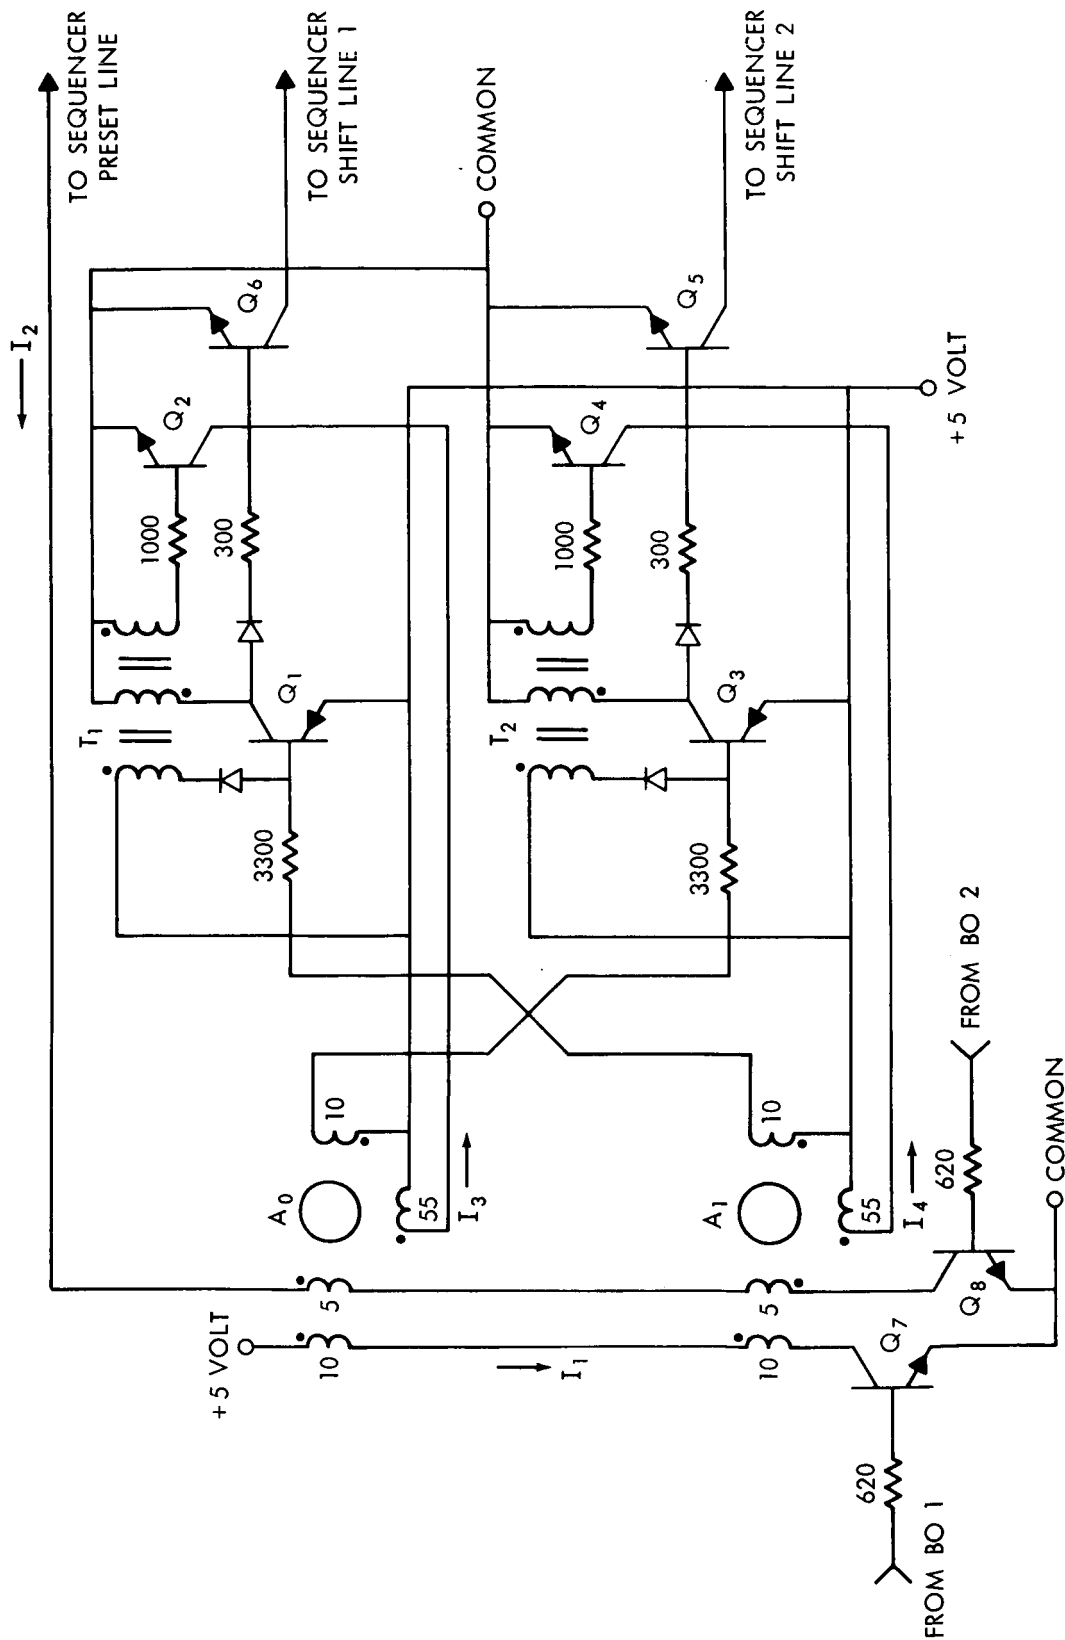 TO SEQUENCER
PRESET LINE
I2
TO SEQUENCER
SHIFT LINE 1
COMMON
TO SEQUENCER
SHIFT LINE 2
Q6
Q2
1000
300
T1
Q1
3300
Q5
Q4
1000
300
+5 VOLT
T2
Q3
3300
A0
10
55
I3
5
10
+5 VOLT
I1
A1
10
55
I4
5
10
Q7
Q8
620
FROM BO 2
COMMON
620
FROM BO 1